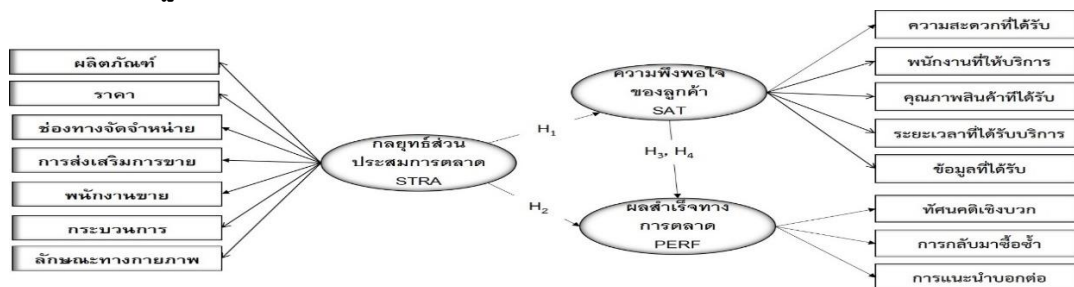 ผลิตภัณฑ์
ราคา
ช่องทางจัดจำหน่าย
การส่งเสริมการขาย
พนักงานขาย
กระบวนการ
ลักษณะทางกายภาพ
กลยุทธ์ส่วน
ประสมการตลาด
STRA
H₁
H₂
ความพึงพอใจ
ของลูกค้า
SAT
H₃, H₄
ผลสำเร็จทาง
การตลาด
PERF
ความสะดวกที่ได้รับ
พนักงานที่ให้บริการ
คุณภาพสินค้าที่ได้รับ
ระยะเวลาที่ได้รับบริการ
ข้อมูลที่ได้รับ
ทัศนคติเชิงบวก
การกลับมาซื้อซ้ำ
การแนะนำบอกต่อ